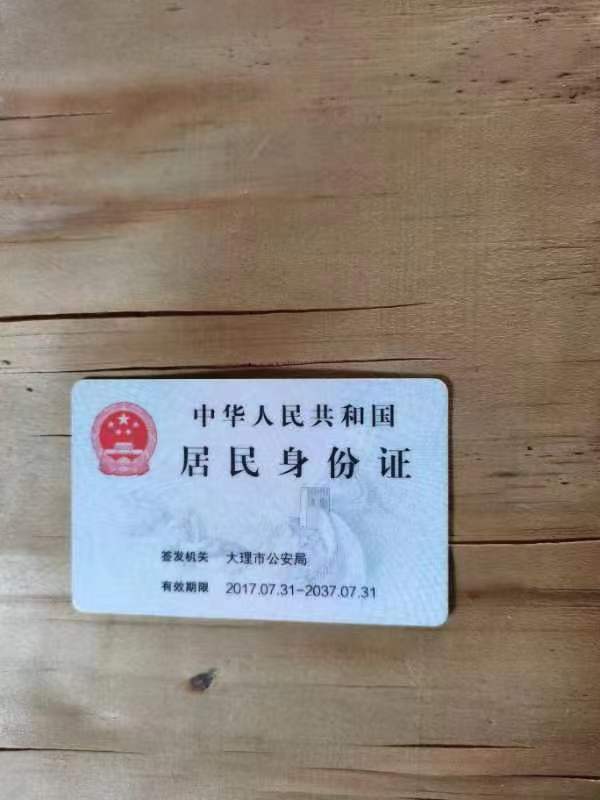 中华人民共和国
居民身份证
签发机关 大理市公安局
有效期限 2017.07.31-2037.07.31